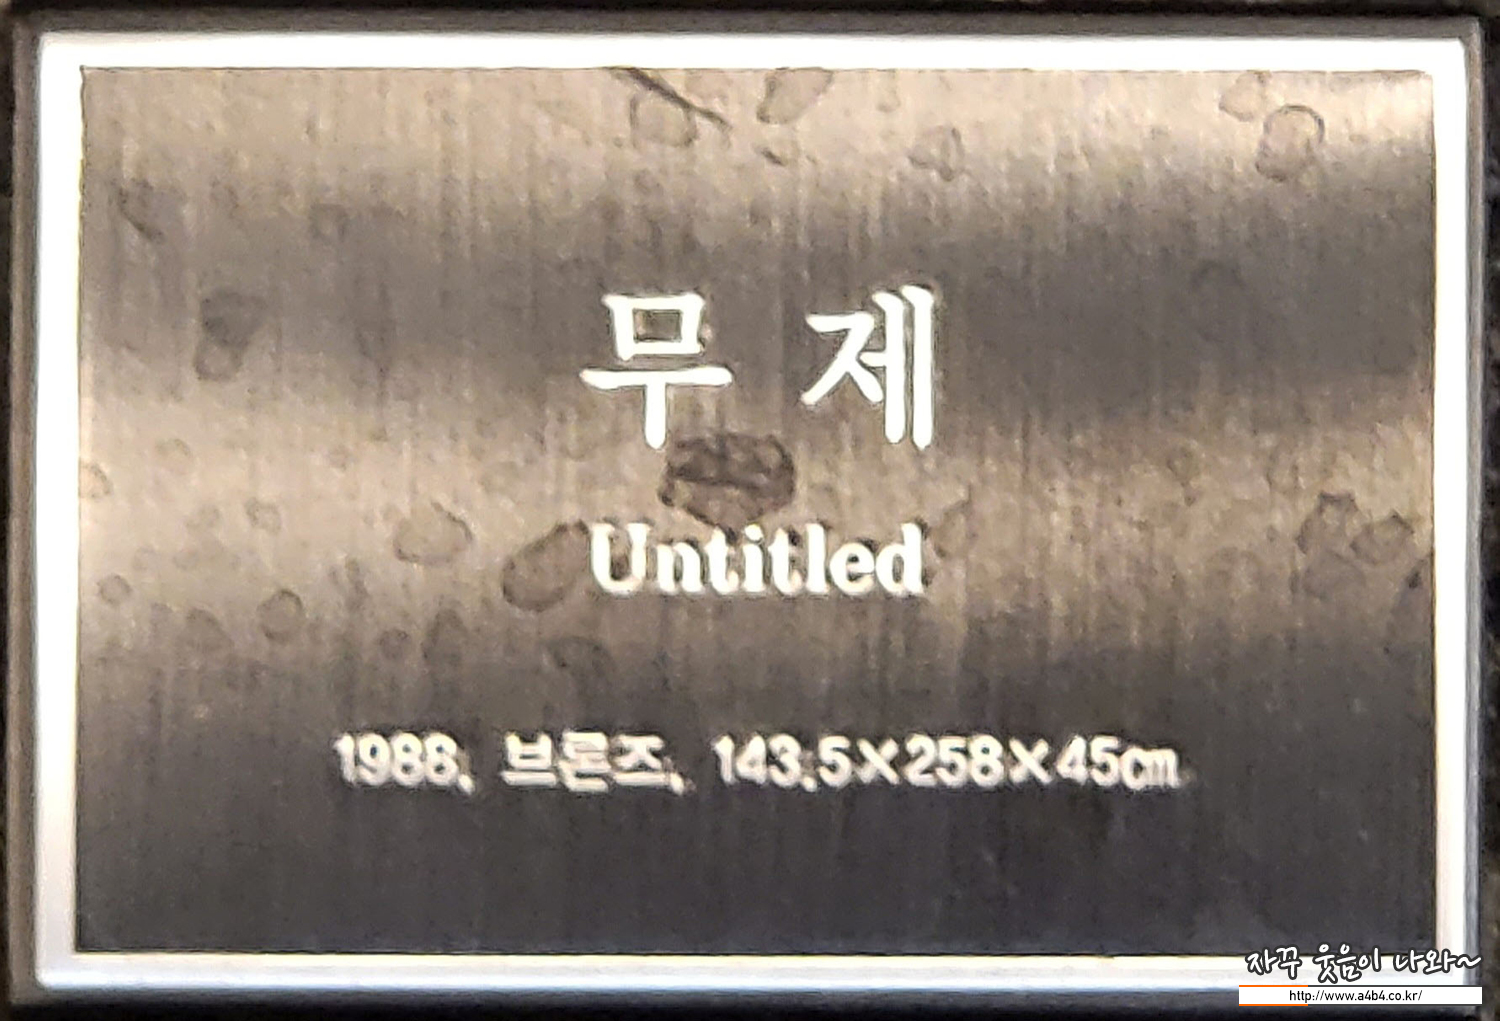 무 제
Untitled
1988, 브론즈, 143.5×258×45㎝
자꾸 웃음이 나와~
http://www.a4b4.co.kr/